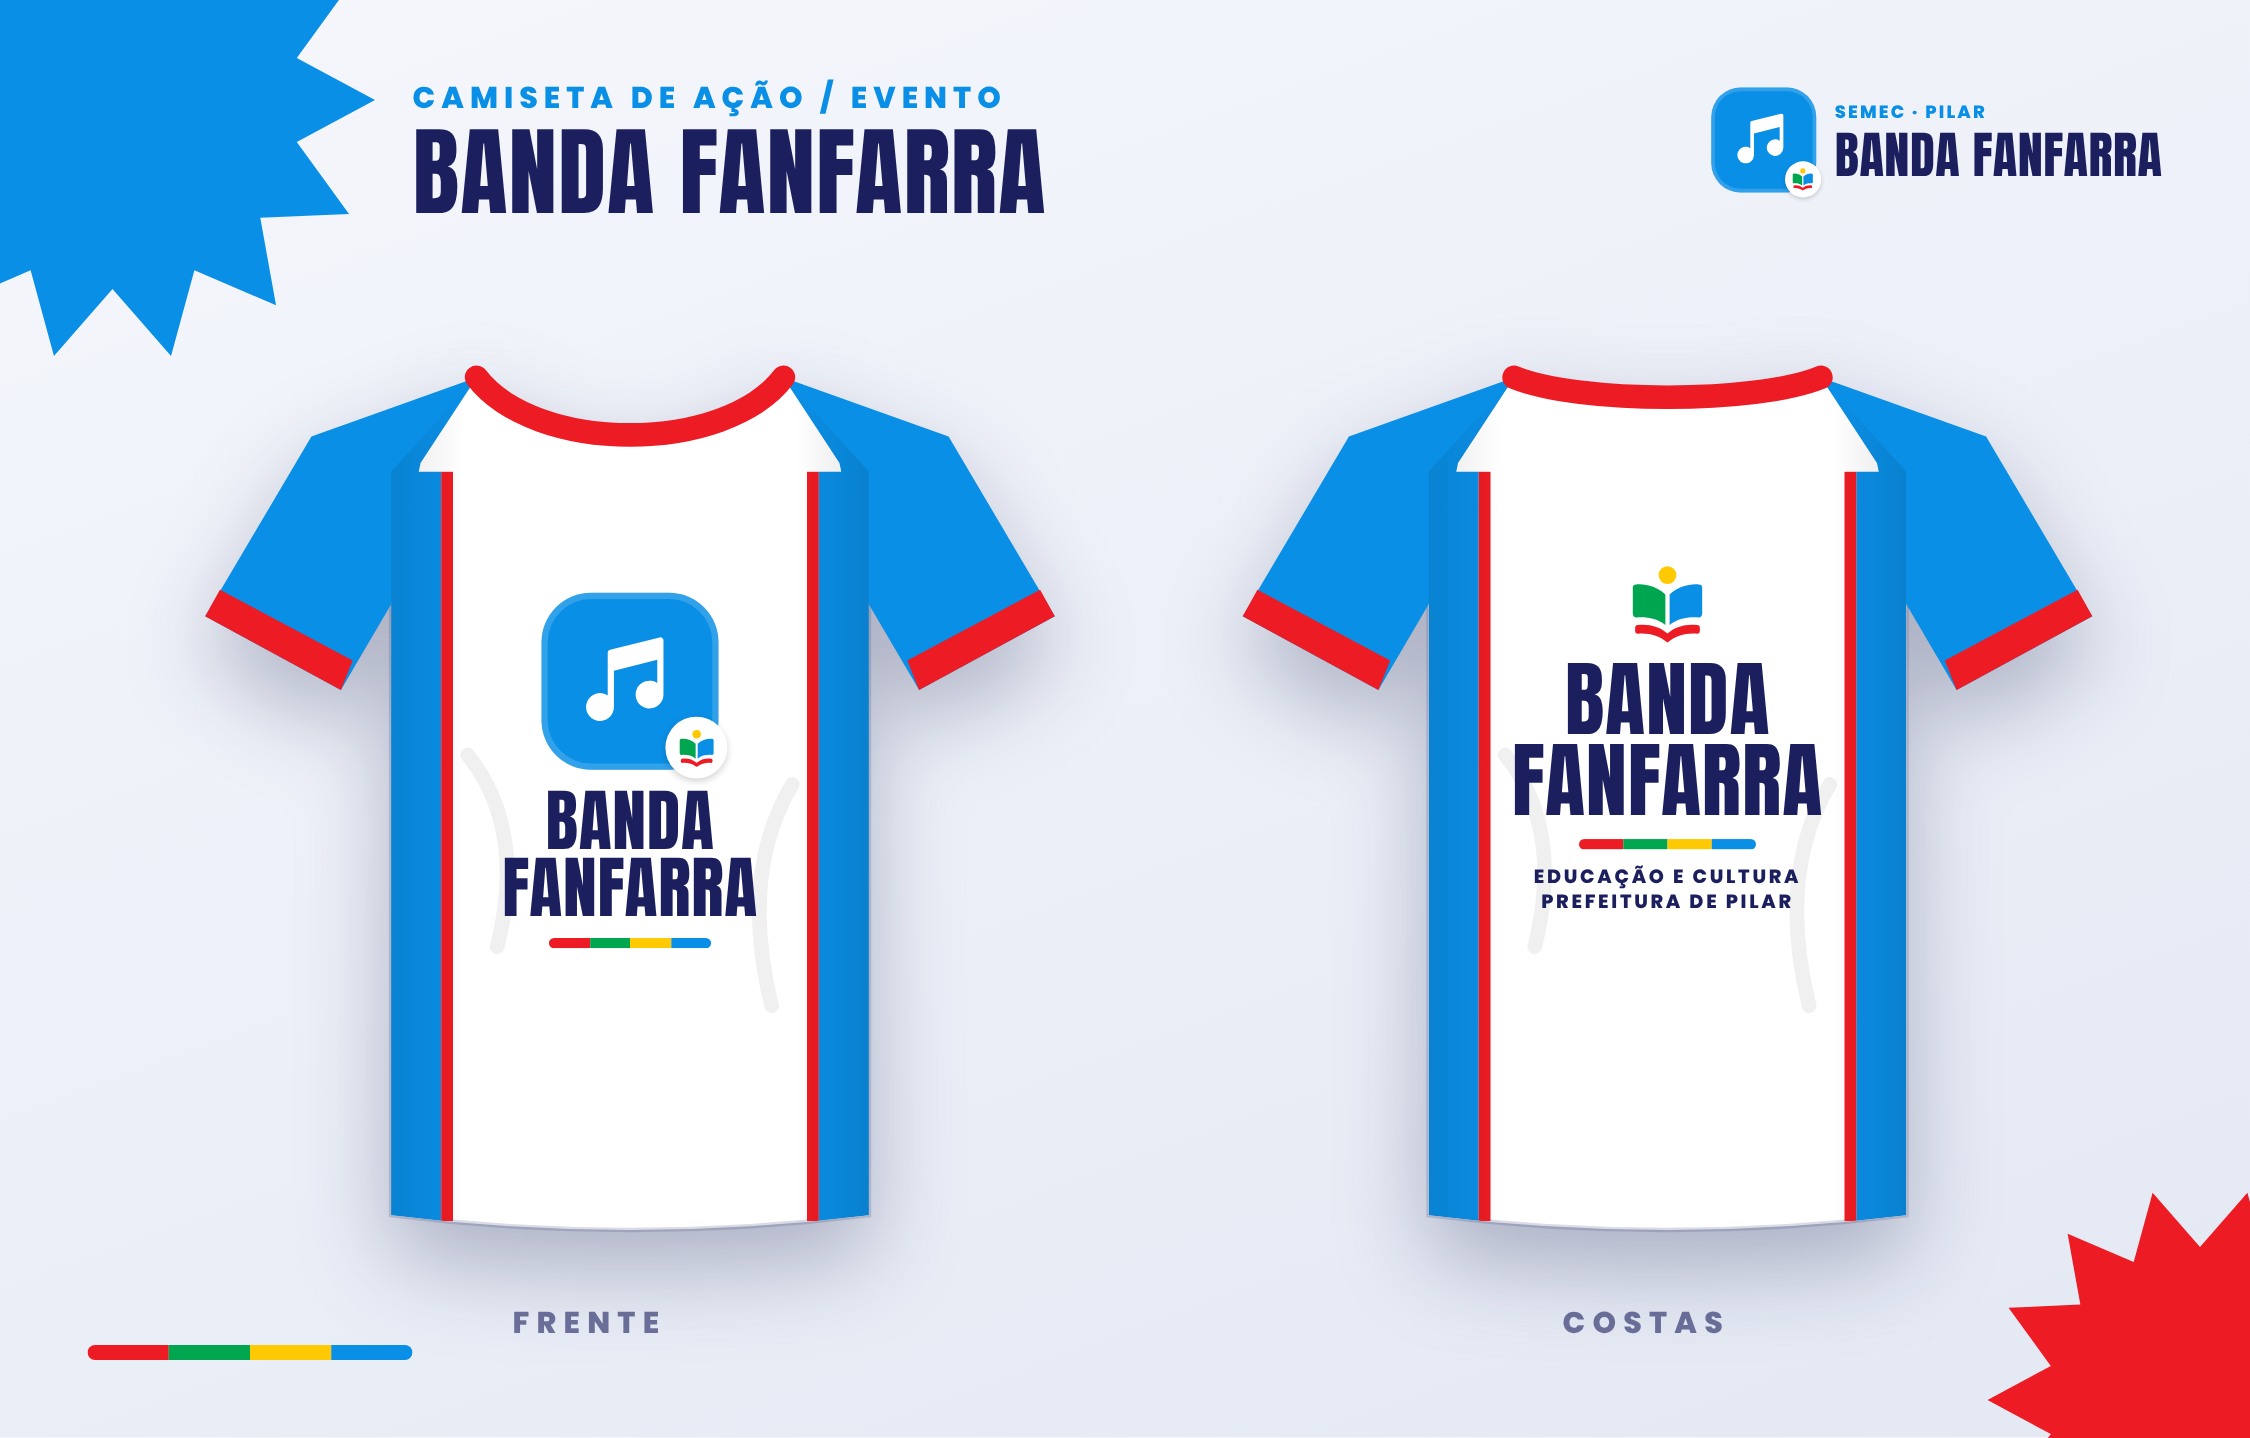 CAMISETA DE AÇÃO / EVENTO
BANDA FANFARRA
SEMEC · PILAR
BANDA FANFARRA
BANDA
FANFARRA
BANDA
FANFARRA
EDUCAÇÃO E CULTURA
PREFEITURA DE PILAR
FRENTE
COSTAS